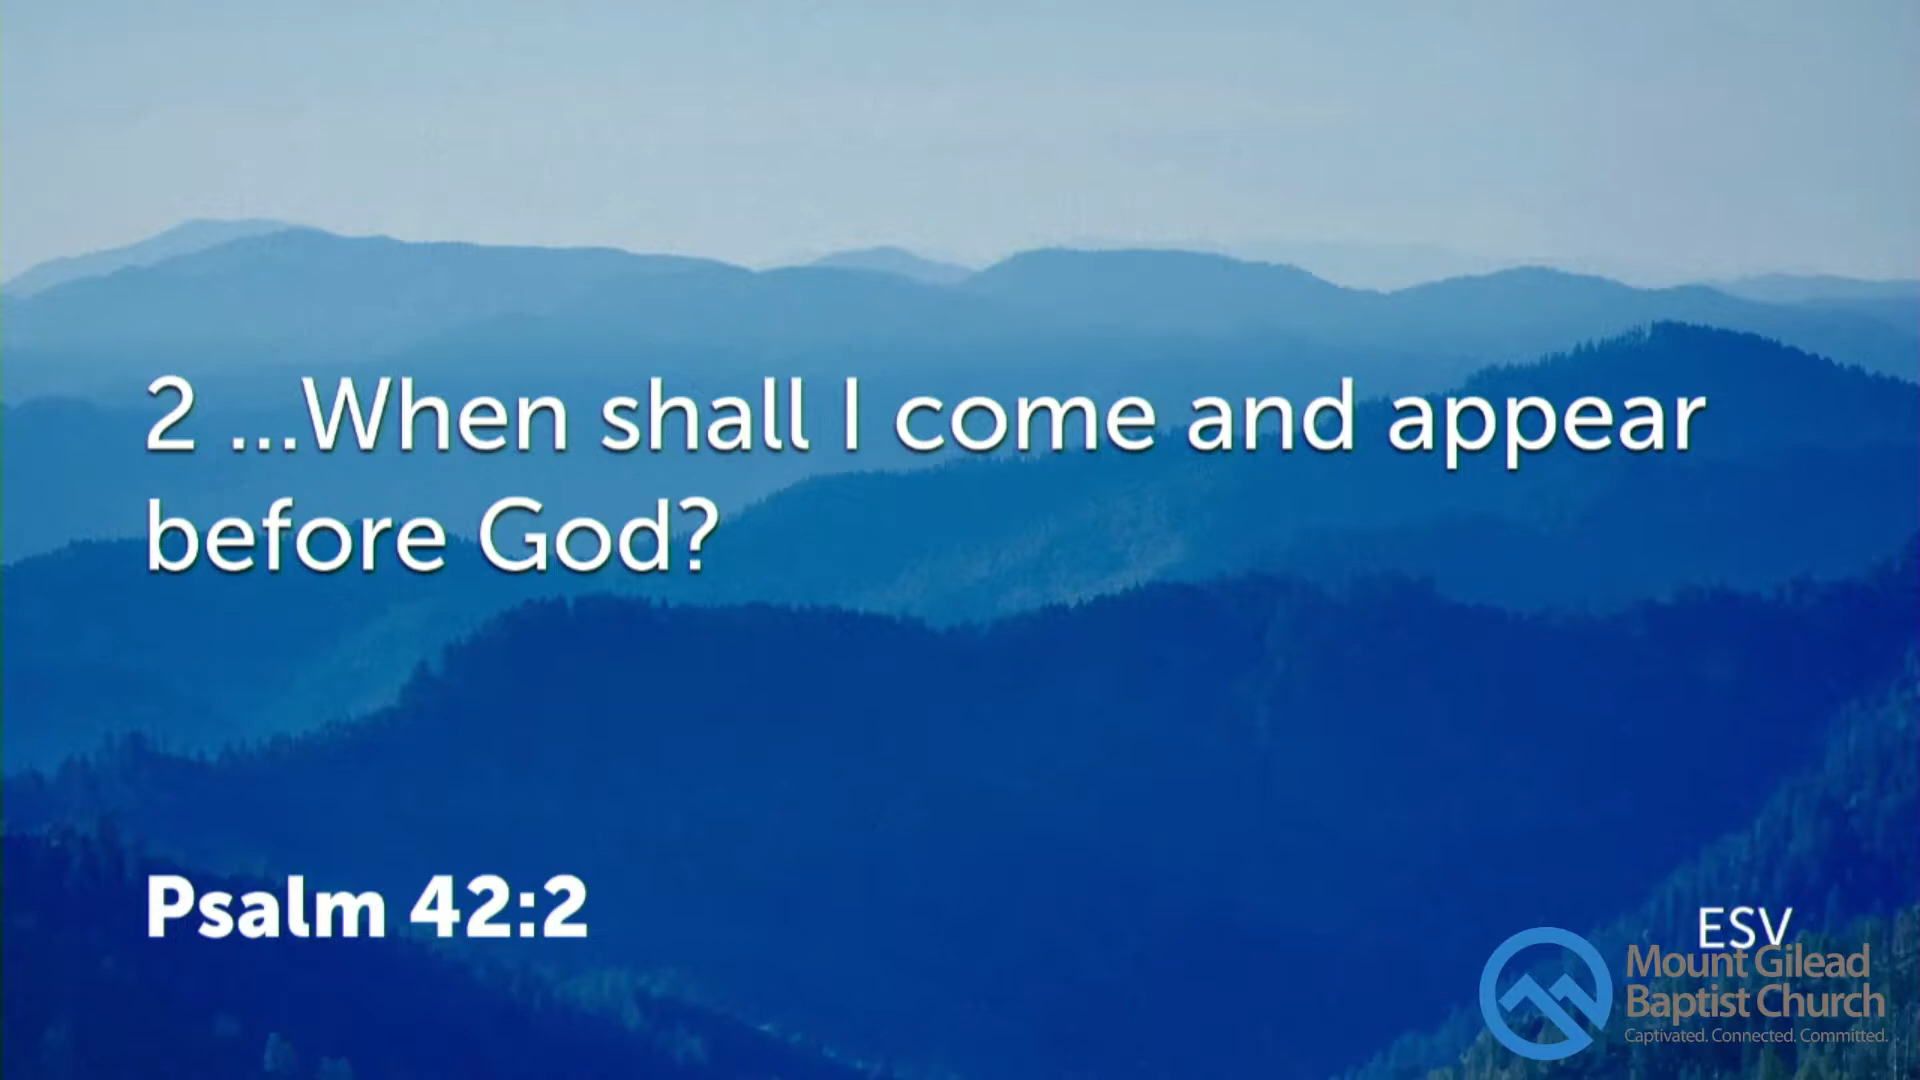 2 ...When shall I come and appear
before God?
Psalm 42:2
ESV
Mount Gilead
Baptist Church
Captivated. Connected. Committed.